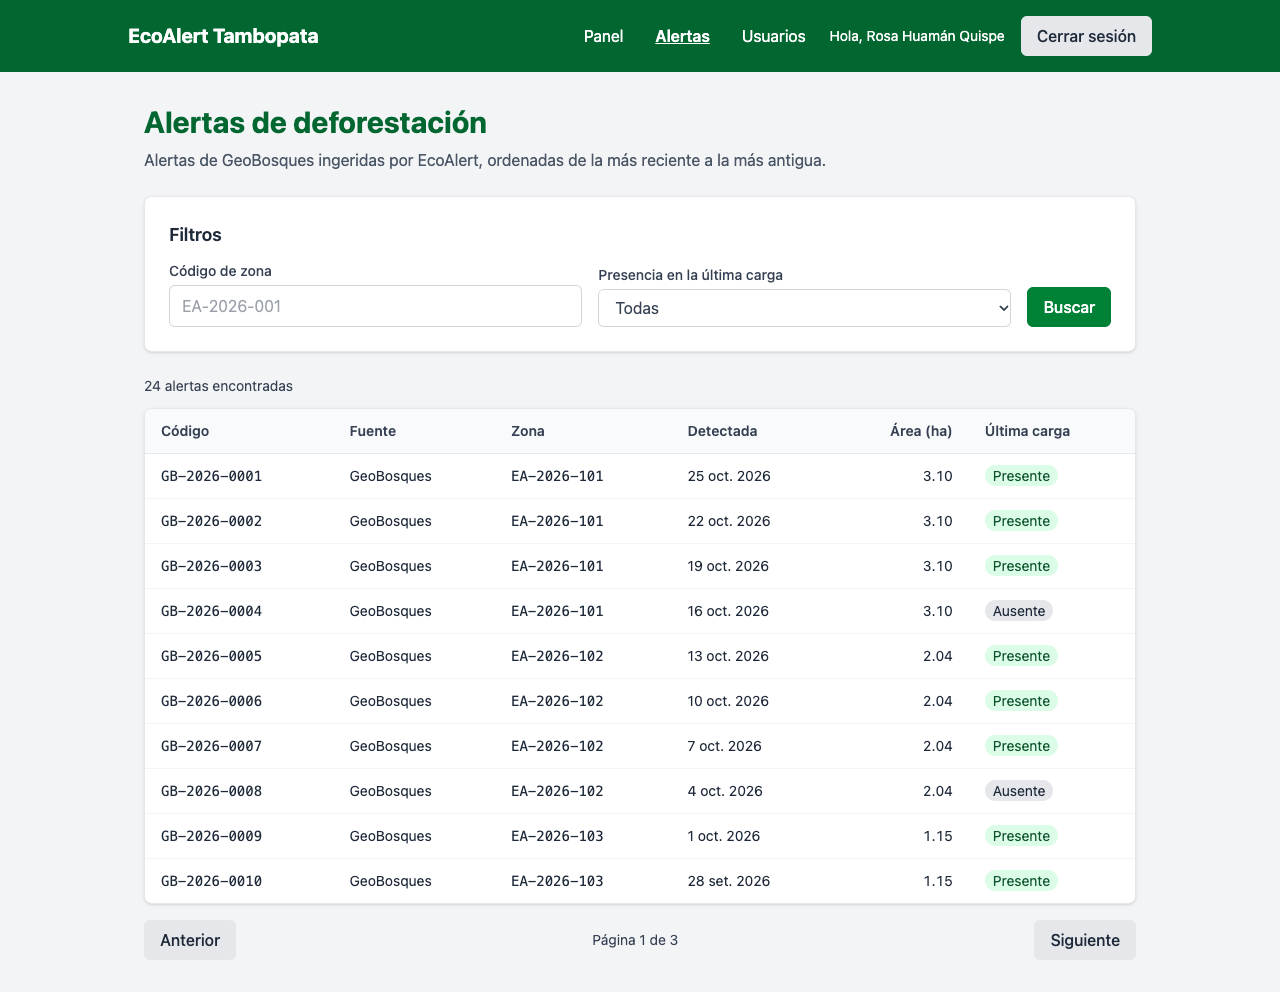 EcoAlert Tambopata Panel Alertas Usuarios Hola, Rosa Huamán Quispe Cerrar sesión
Alertas de deforestación
Alertas de GeoBosques ingeridas por EcoAlert, ordenadas de la más reciente a la más antigua.
Filtros
Código de zona Presencia en la última carga
EA-2026-001 Todas Buscar
24 alertas encontradas
Código Fuente Zona Detectada Área (ha) Última carga
GB-2026-0001 GeoBosques EA-2026-101 25 oct. 2026 3.10 Presente
GB-2026-0002 GeoBosques EA-2026-101 22 oct. 2026 3.10 Presente
GB-2026-0003 GeoBosques EA-2026-101 19 oct. 2026 3.10 Presente
GB-2026-0004 GeoBosques EA-2026-101 16 oct. 2026 3.10 Ausente
GB-2026-0005 GeoBosques EA-2026-102 13 oct. 2026 2.04 Presente
GB-2026-0006 GeoBosques EA-2026-102 10 oct. 2026 2.04 Presente
GB-2026-0007 GeoBosques EA-2026-102 7 oct. 2026 2.04 Presente
GB-2026-0008 GeoBosques EA-2026-102 4 oct. 2026 2.04 Ausente
GB-2026-0009 GeoBosques EA-2026-103 1 oct. 2026 1.15 Presente
GB-2026-0010 GeoBosques EA-2026-103 28 set. 2026 1.15 Presente
Anterior Página 1 de 3 Siguiente